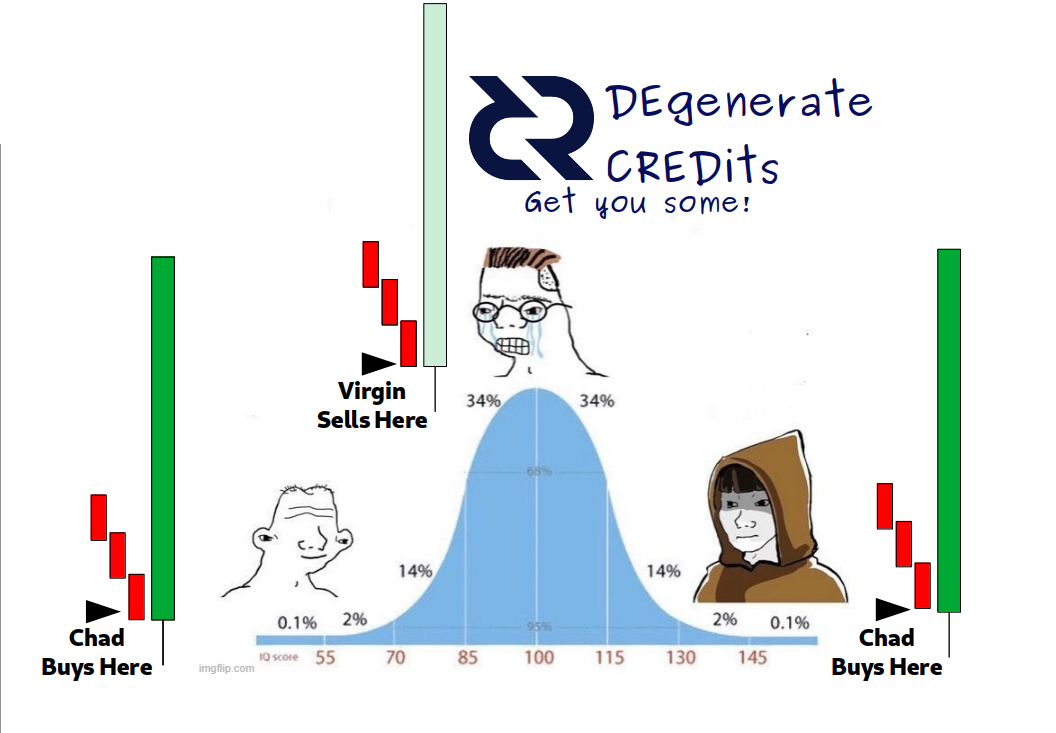 DEgenerate
CREDits
Get you some!
Virgin
Sells Here
34% 34%
68%
14% 14%
Chad
Buys Here
Chad
Buys Here
0.1% 2% 95% 2% 0.1%
IQ score 55 70 85 100 115 130 145
imgflip.com